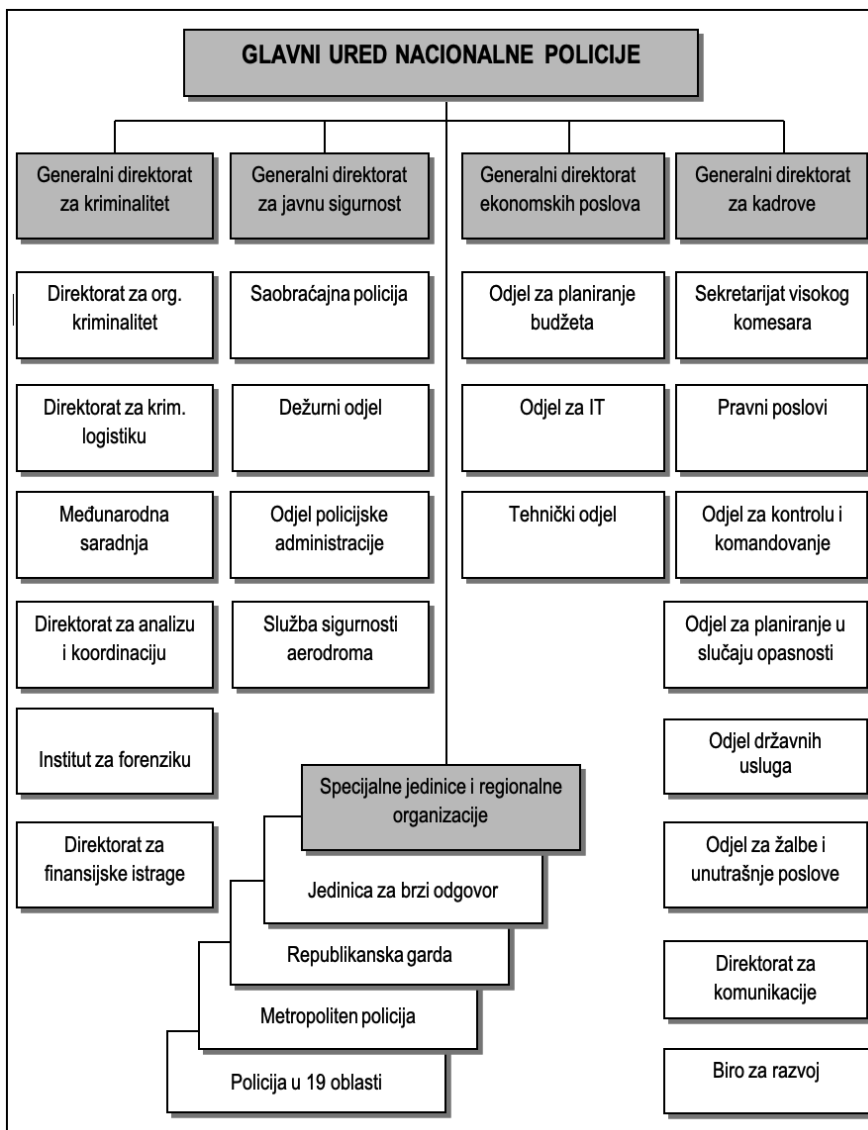 GLAVNI URED NACIONALNE POLICIJE
Generalni direktorat
za kriminalitet
Direktorat za org.
kriminalitet
Direktorat za krim.
logistiku
Međunarodna
saradnja
Direktorat za analizu
i koordinaciju
Institut za forenziku
Direktorat za
finansijske istrage
Generalni direktorat
za javnu sigurnost
Saobraćajna policija
Dežurni odjel
Odjel policijske
administracije
Služba sigurnosti
aerodroma
Generalni direktorat
ekonomskih poslova
Odjel za planiranje
budžeta
Odjel za IT
Tehnički odjel
Generalni direktorat
za kadrove
Sekretarijat visokog
komesara
Pravni poslovi
Odjel za kontrolu i
komandovanje
Odjel za planiranje u
slučaju opasnosti
Odjel državnih
usluga
Odjel za žalbe i
unutrašnje poslove
Direktorat za
komunikacije
Biro za razvoj
Specijalne jedinice i regionalne
organizacije
Jedinica za brzi odgovor
Republikanska garda
Metropoliten policija
Policija u 19 oblasti